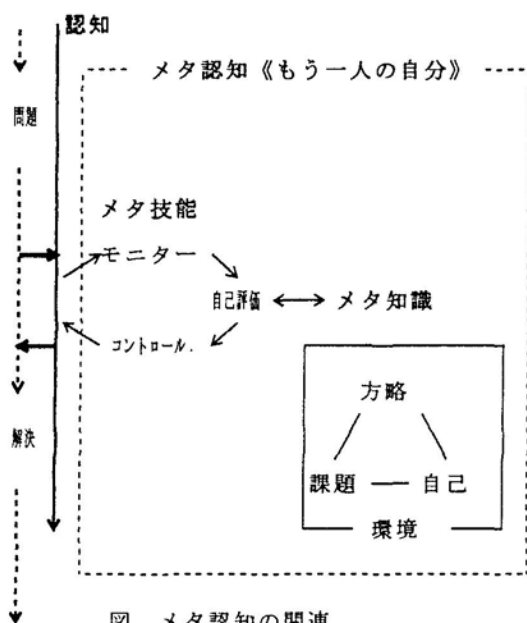 認知
メタ認知《もう一人の自分》
問題
メタ技能
モニター
自己評価
メタ知識
コントロール.
方略
解決
課題
自己
環境
図 メタ認知の関連